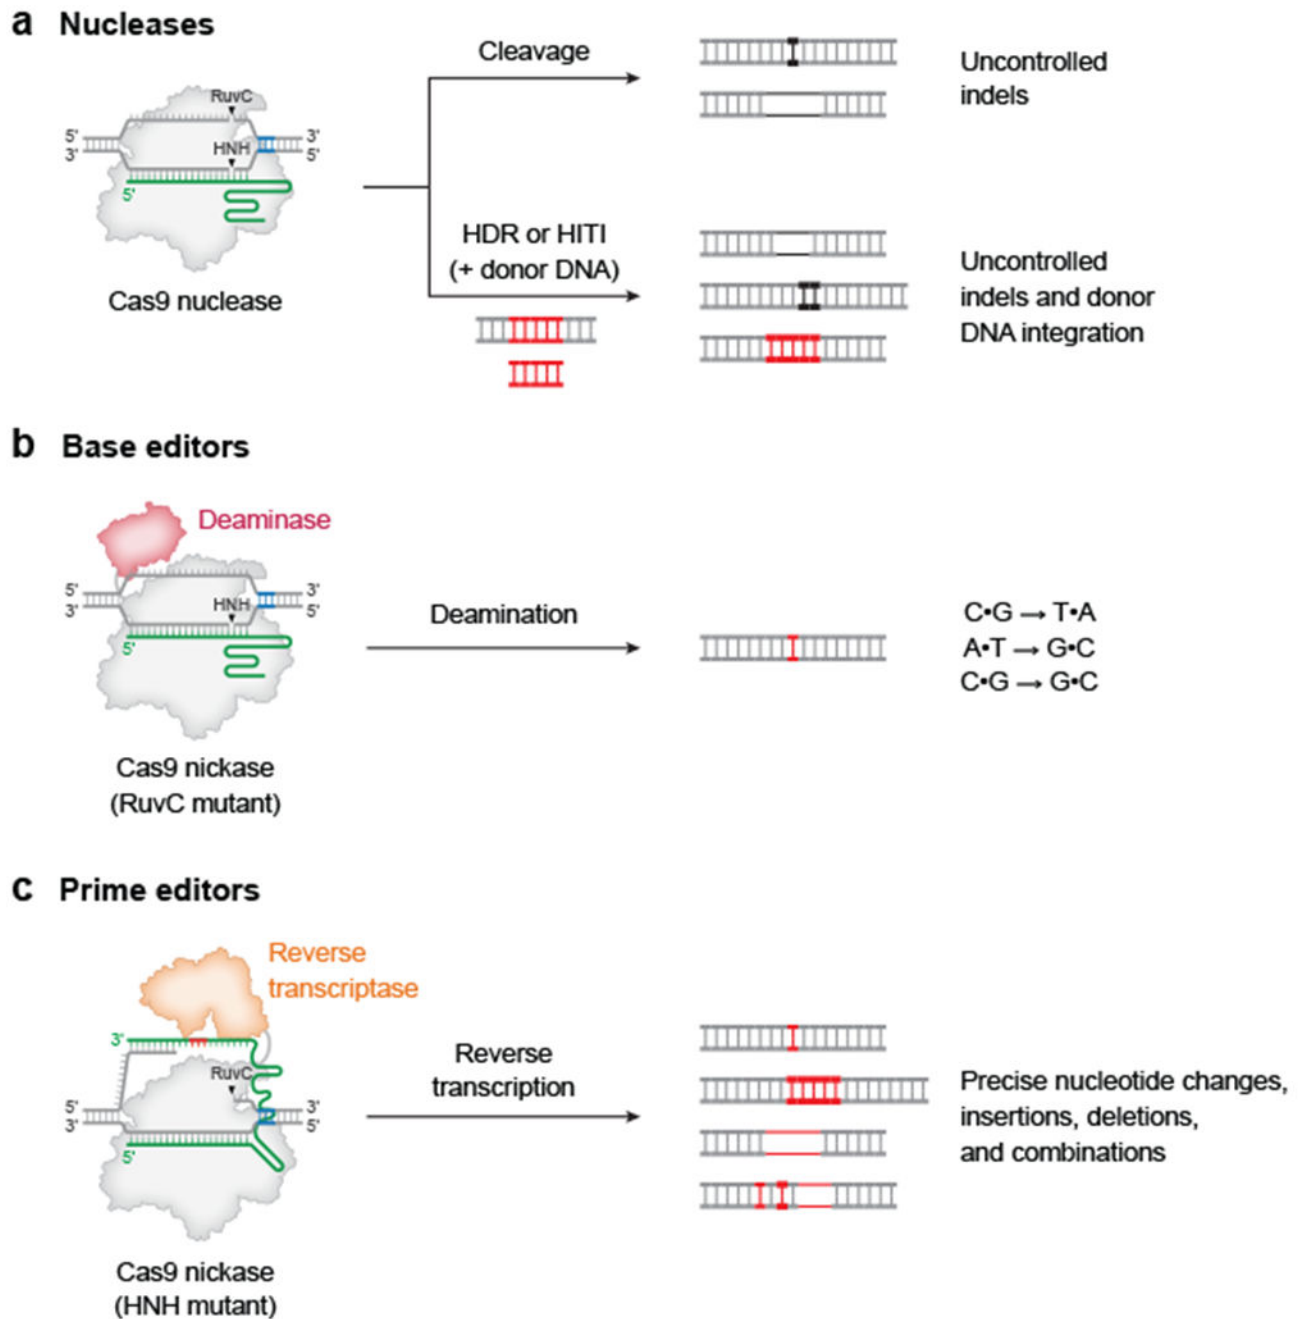 a Nucleases
RuvC
5' 3'
3' 5'
HNH
5'
Cas9 nuclease
Cleavage
Uncontrolled
indels
HDR or HITI
(+ donor DNA)
Uncontrolled
indels and donor
DNA integration
b Base editors
Deaminase
5' 3'
3' 5'
HNH
5'
Cas9 nickase
(RuvC mutant)
Deamination
C•G → T•A
A•T → G•C
C•G → G•C
c Prime editors
Reverse
transcriptase
3'
RuvC
5' 3'
3' 5'
5'
Cas9 nickase
(HNH mutant)
Reverse
transcription
Precise nucleotide changes,
insertions, deletions,
and combinations